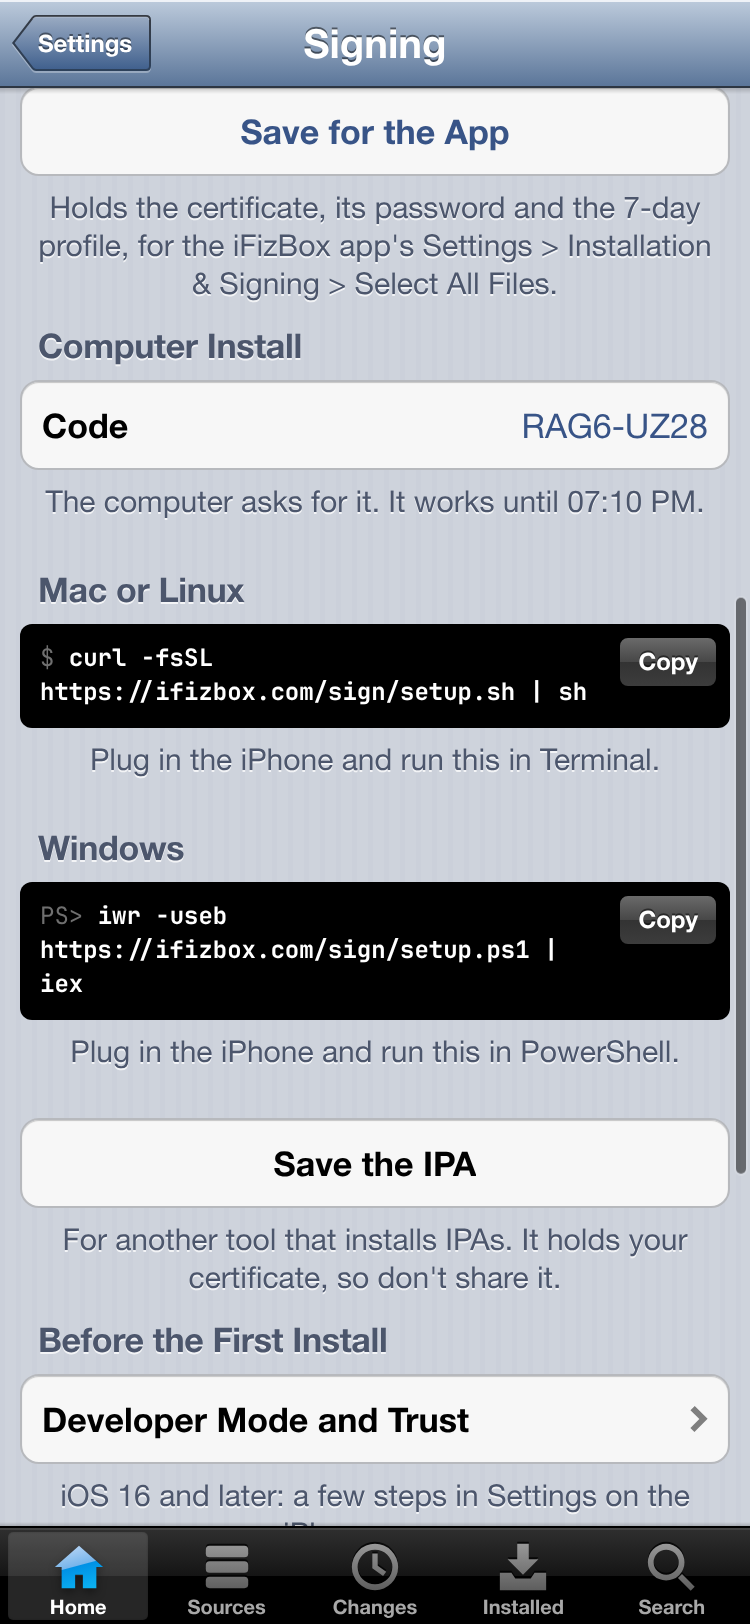 Settings
Signing
Save for the App
Holds the certificate, its password and the 7-day
profile, for the iFizBox app's Settings > Installation
& Signing > Select All Files.
Computer Install
Code RAG6-UZ28
The computer asks for it. It works until 07:10 PM.
Mac or Linux
$ curl -fsSL
https://ifizbox.com/sign/setup.sh | sh
Copy
Plug in the iPhone and run this in Terminal.
Windows
PS> iwr -useb
https://ifizbox.com/sign/setup.ps1 |
iex
Copy
Plug in the iPhone and run this in PowerShell.
Save the IPA
For another tool that installs IPAs. It holds your
certificate, so don't share it.
Before the First Install
Developer Mode and Trust
iOS 16 and later: a few steps in Settings on the
Home Sources Changes Installed Search